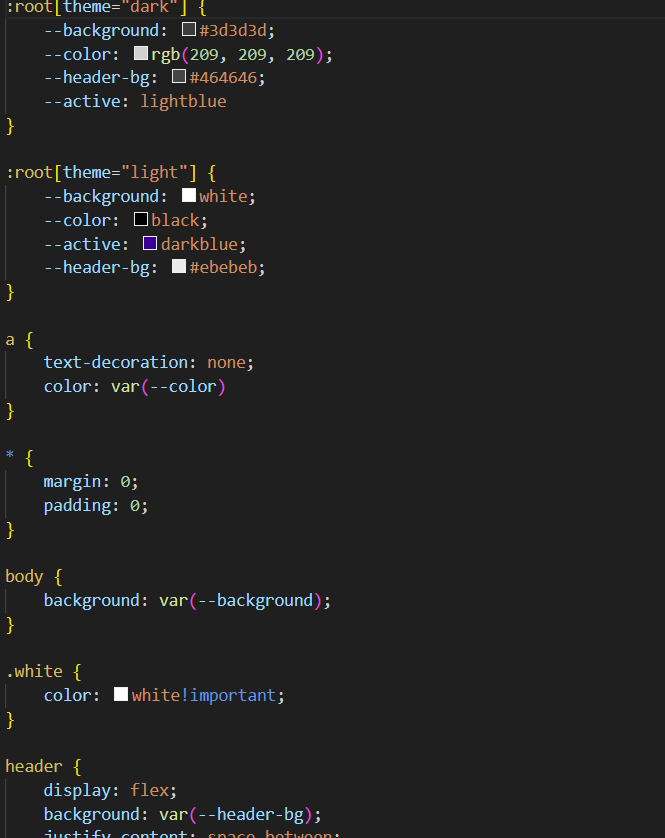 :root[theme="dark"] {
--background: #3d3d3d;
--color: rgb(209, 209, 209);
--header-bg: #464646;
--active: lightblue
}
:root[theme="light"] {
--background: white;
--color: black;
--active: darkblue;
--header-bg: #ebebeb;
}
a {
text-decoration: none;
color: var(--color)
}
* {
margin: 0;
padding: 0;
}
body {
background: var(--background);
}
.white {
color: white!important;
}
header {
display: flex;
background: var(--header-bg);
justify-content: space-between;